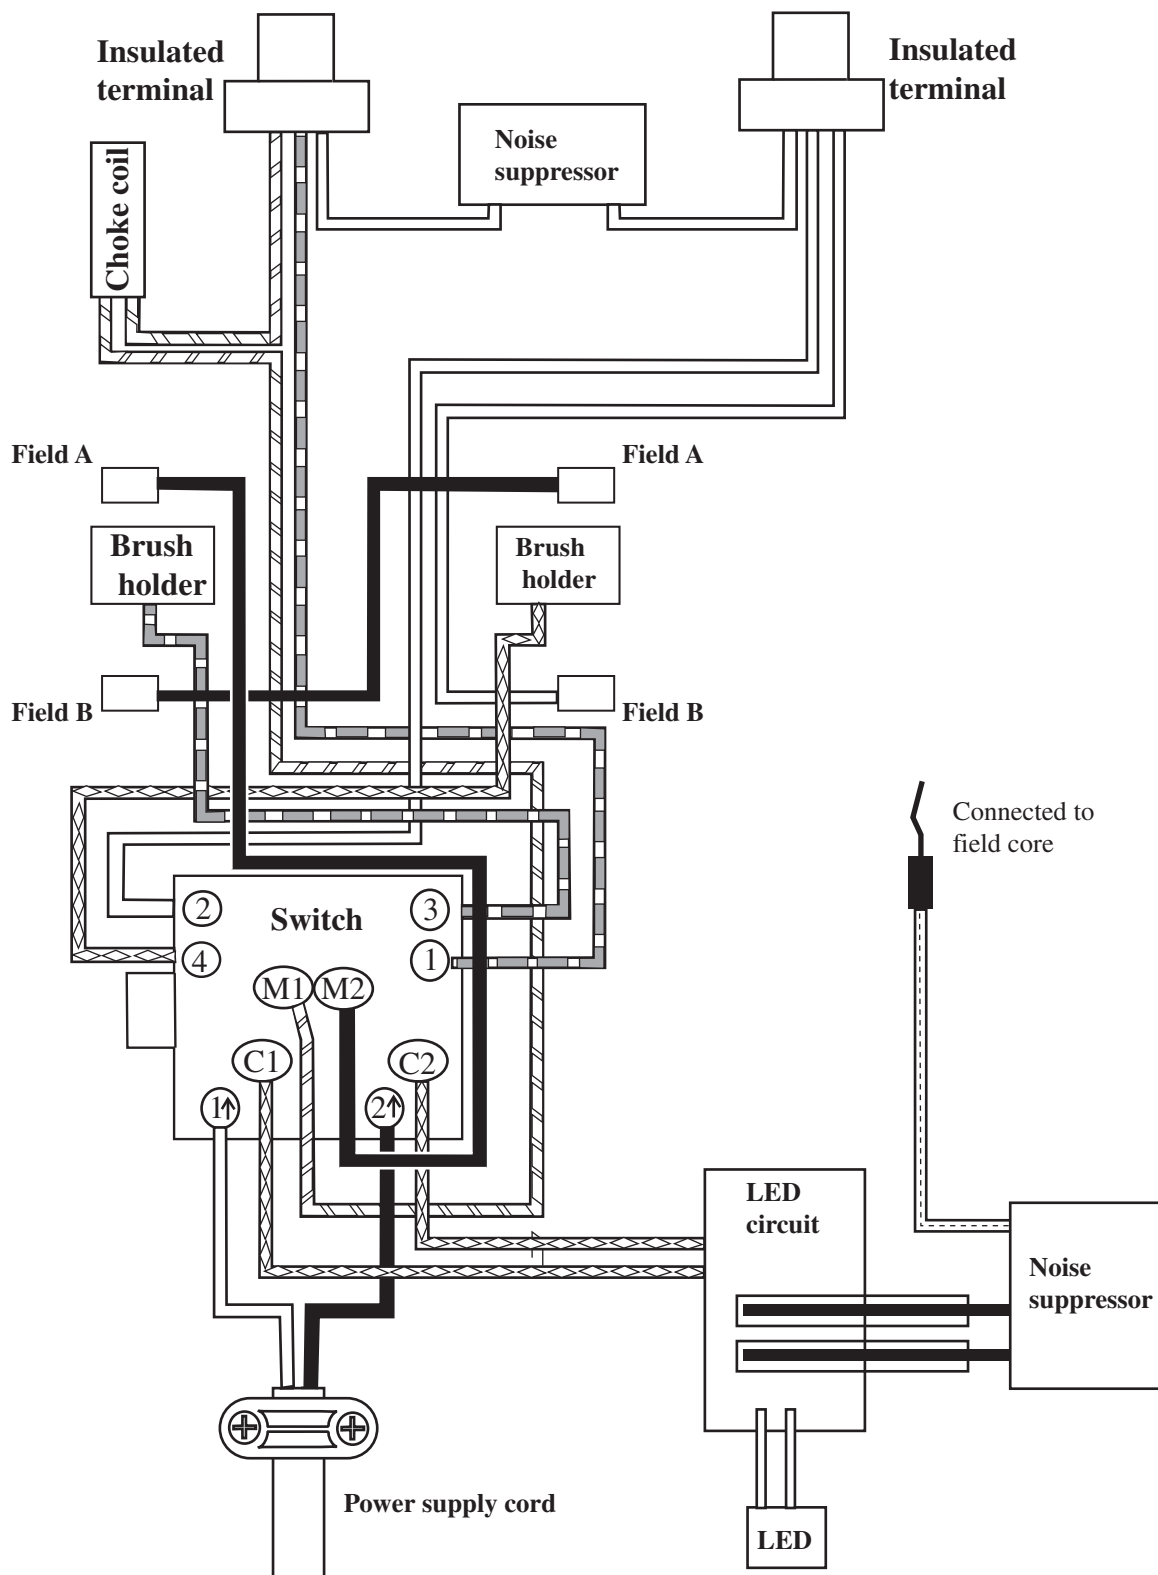 Insulated
terminal
Insulated
terminal
Noise
suppressor
Choke coil
Field A
Field A
Brush
holder
Brush
holder
Field B
Field B
Connected to
field core
2
Switch
3
4
1
M1
M2
C1
C2
1↑
2↑
LED
circuit
Noise
suppressor
Power supply cord
LED